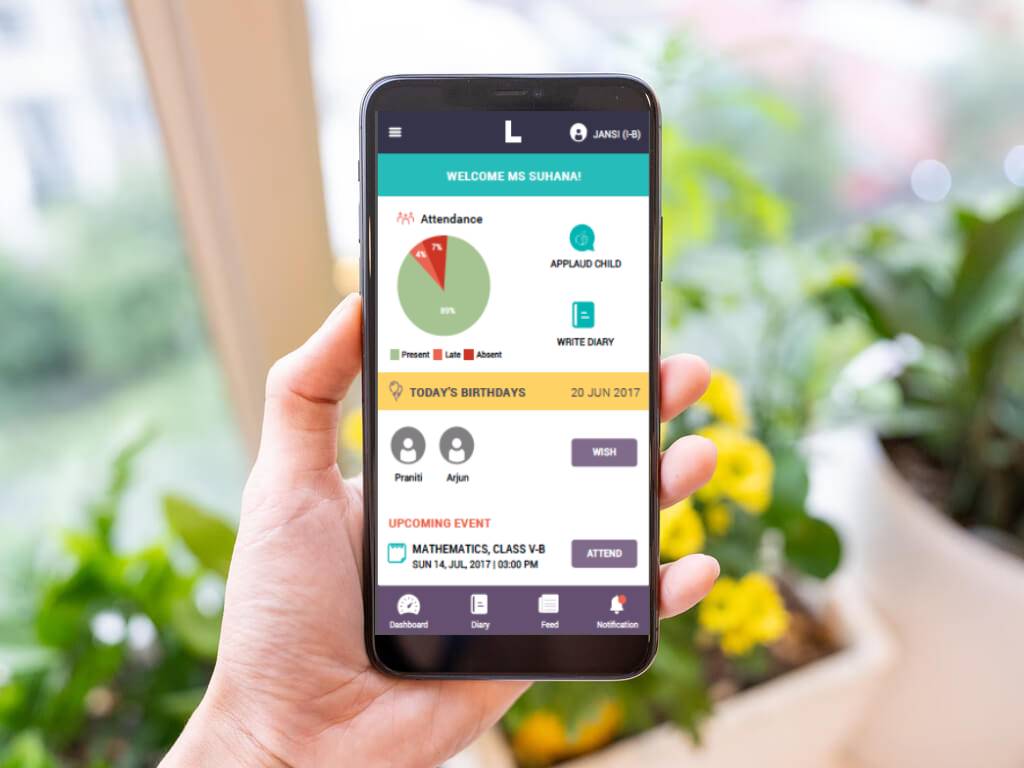 L
JANSI (I-B)
WELCOME MS SUHANA!
Attendance
7%
4%
89%
Present Late Absent
APPLAUD CHILD
WRITE DIARY
TODAY'S BIRTHDAYS 20 JUN 2017
Praniti Arjun
WISH
UPCOMING EVENT
MATHEMATICS, CLASS V-B
SUN 14, JUL, 2017 | 03:00 PM
ATTEND
Dashboard Diary Feed Notification